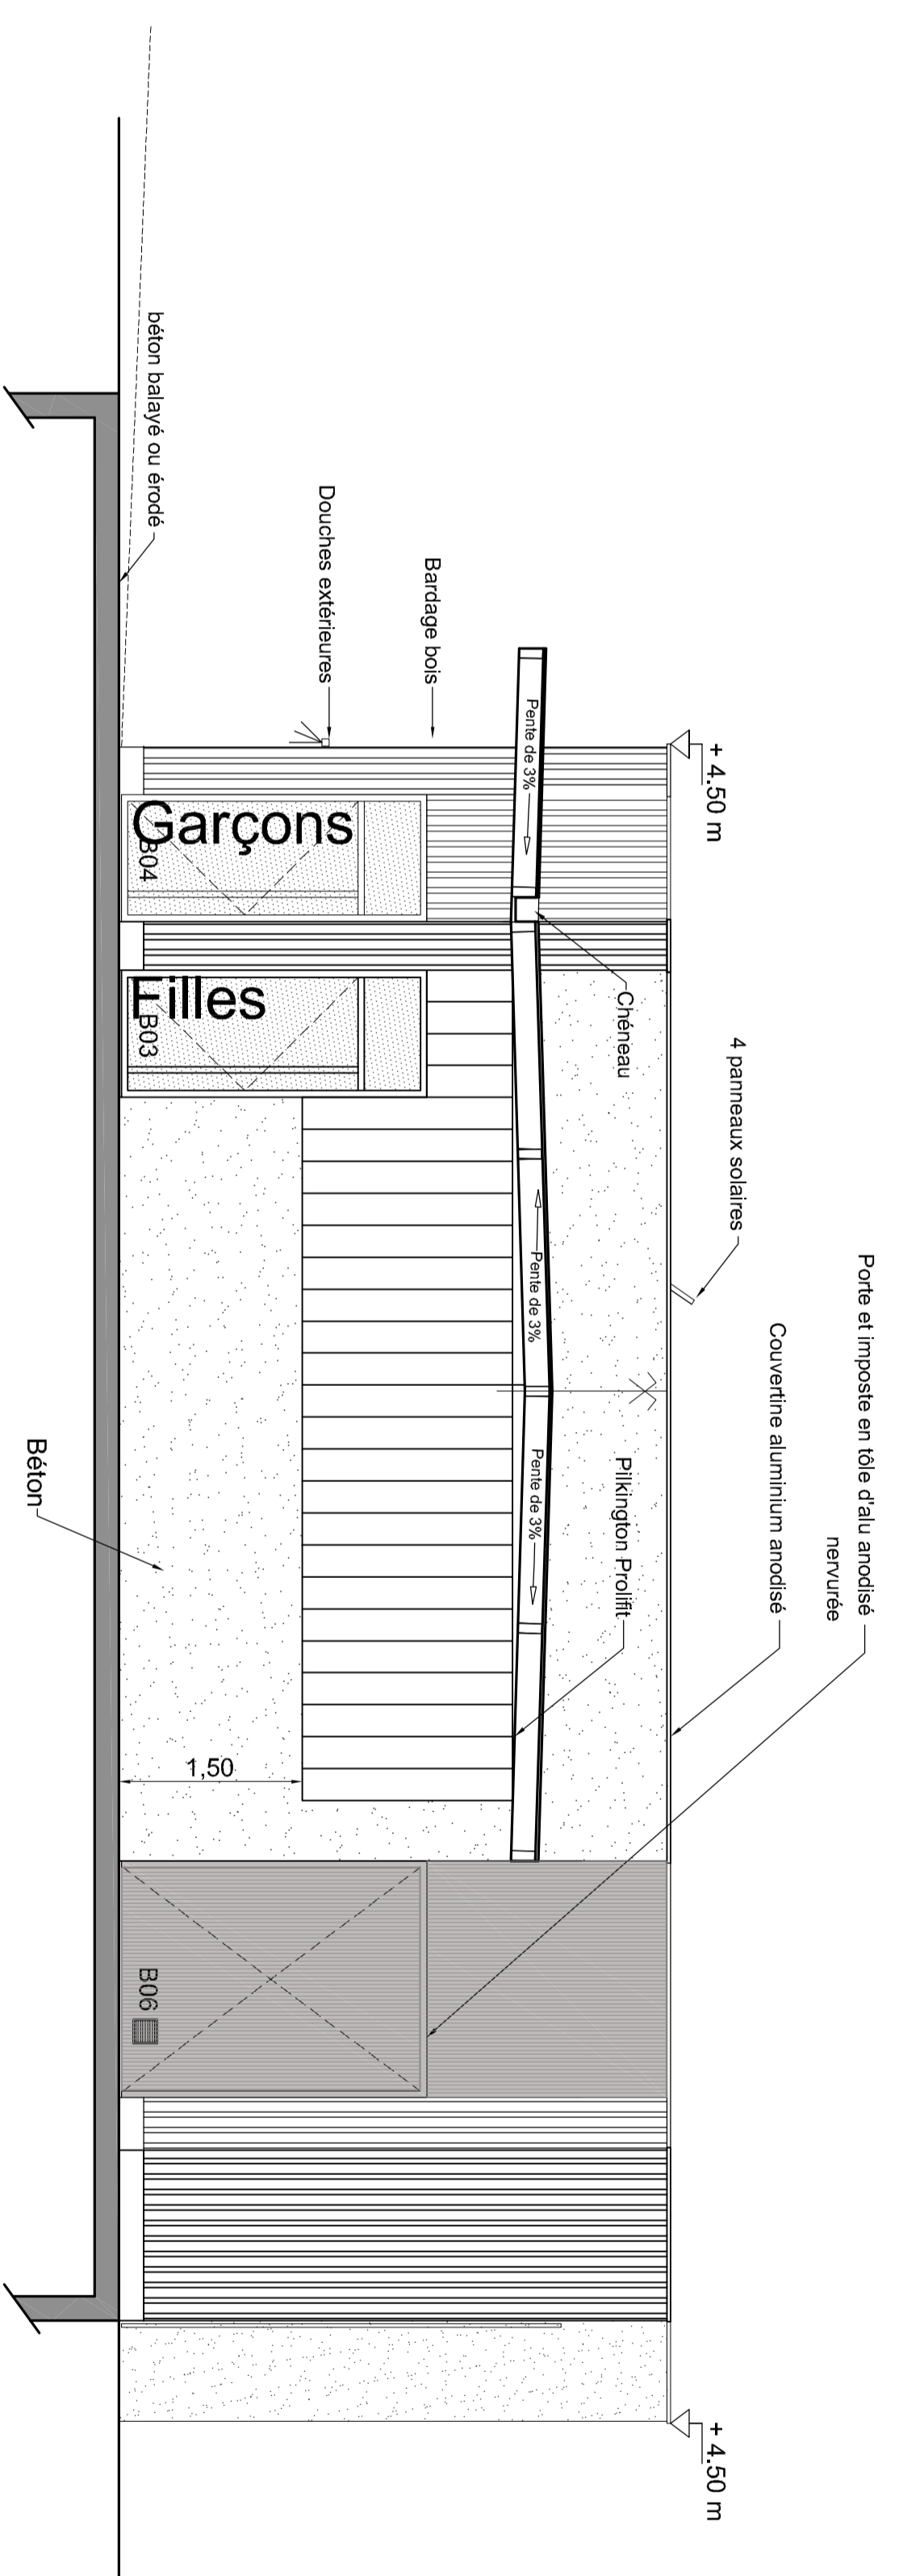 + 4.50 m
+ 4.50 m
Porte et imposte en tôle d'alu anodisé
nervurée
Couvertine aluminium anodisé
4 panneaux solaires
Chéneau
Pilkington Prolifit
Pente de 3%
Pente de 3%
Pente de 3%
Bardage bois
Douches extérieures
béton balayé ou érodé
Garçons
B04
Filles
B03
1,50
B06
Béton